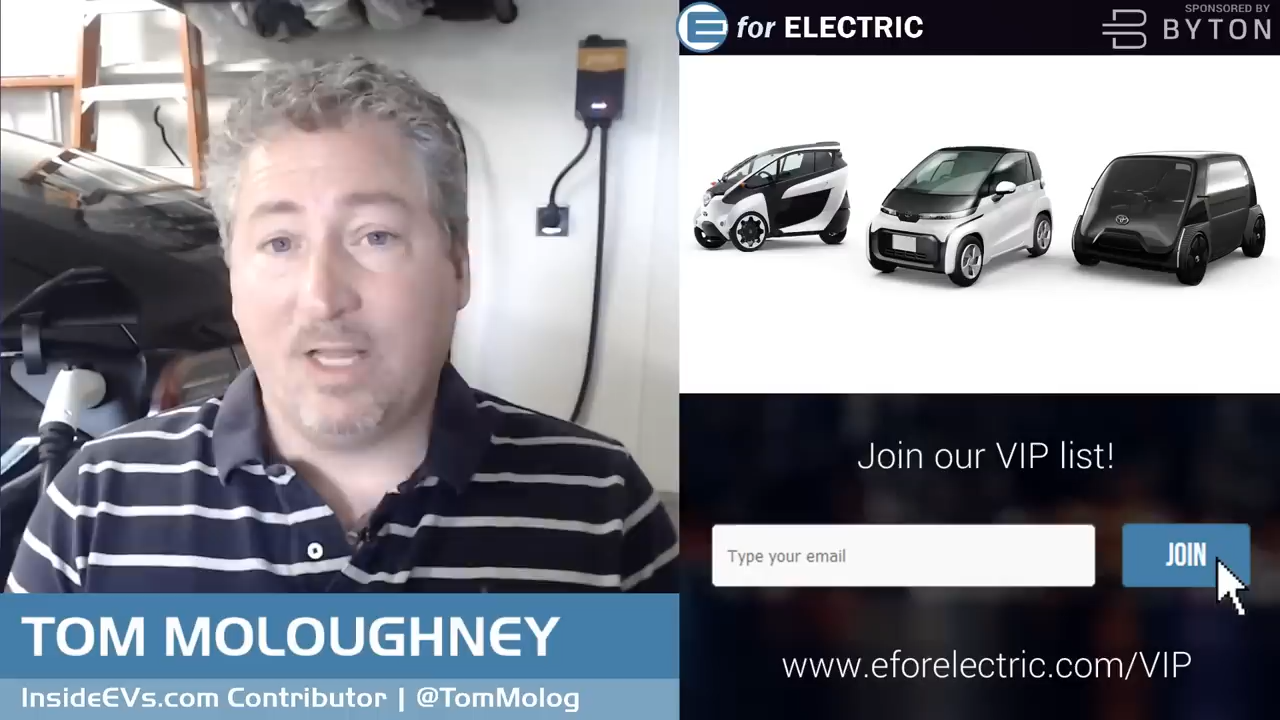 E for ELECTRIC
SPONSORED BY
BYTON
Join our VIP list!
Type your email
JOIN
www.eforelectric.com/VIP
TOM MOLOUGHNEY
InsideEVs.com Contributor | @TomMolog